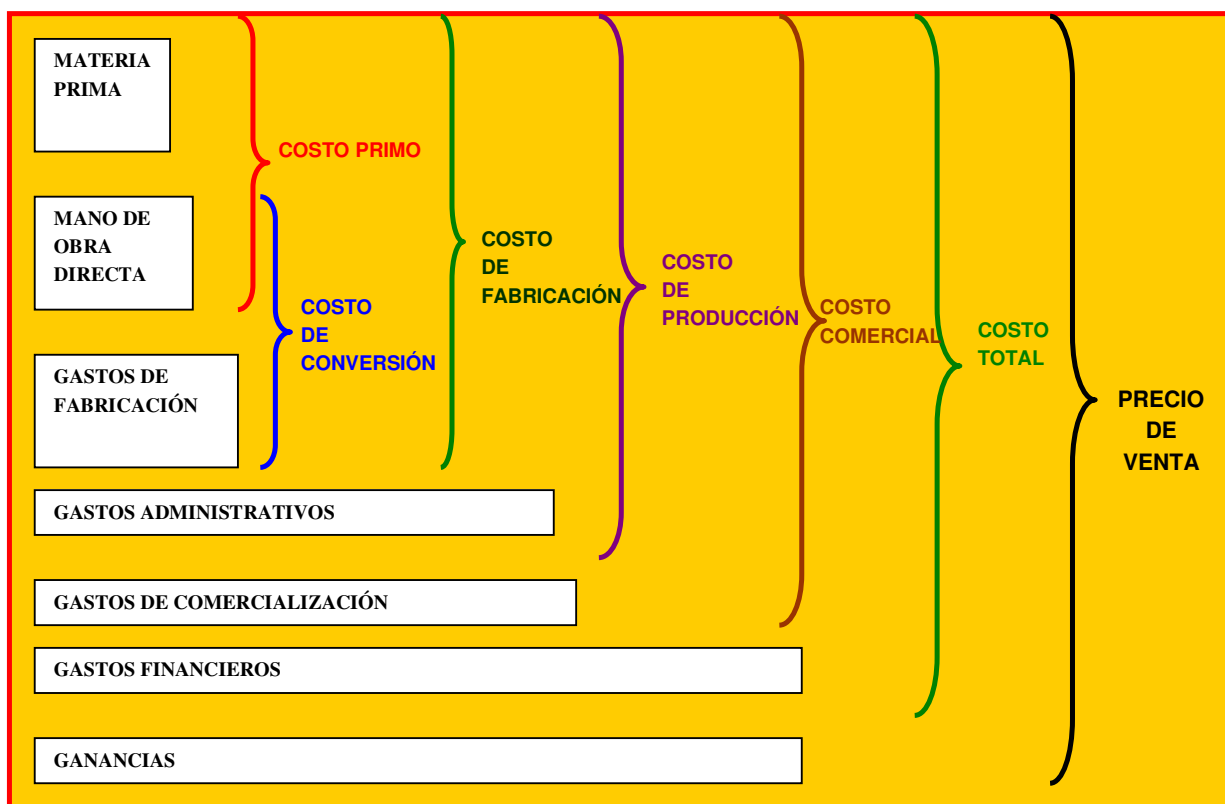 MATERIA
PRIMA
COSTO PRIMO
MANO DE
OBRA
DIRECTA
COSTO
DE
CONVERSIÓN
GASTOS DE
FABRICACIÓN
COSTO
DE
FABRICACIÓN
COSTO
DE
PRODUCCIÓN
COSTO
COMERCIAL
COSTO
TOTAL
PRECIO
DE
VENTA
GASTOS ADMINISTRATIVOS
GASTOS DE COMERCIALIZACIÓN
GASTOS FINANCIEROS
GANANCIAS